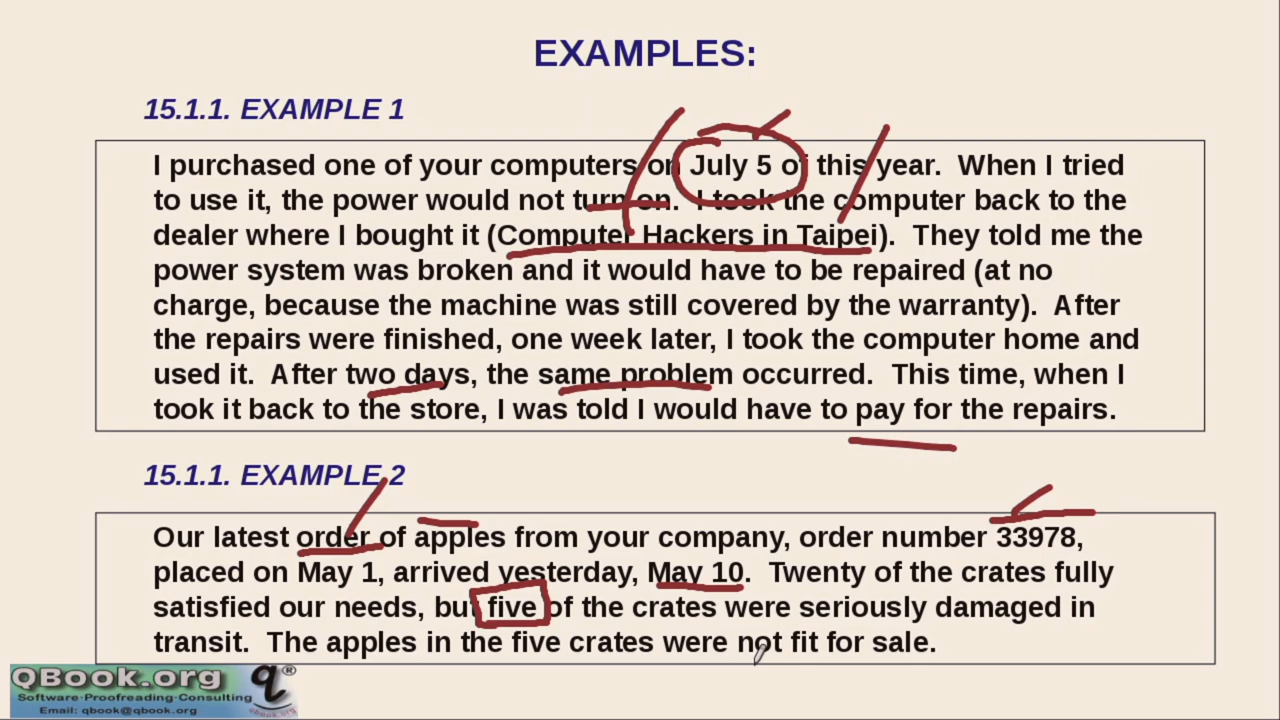 EXAMPLES:
15.1.1. EXAMPLE 1
I purchased one of your computers on July 5 of this year. When I tried
to use it, the power would not turn on. I took the computer back to the
dealer where I bought it (Computer Hackers in Taipei). They told me the
power system was broken and it would have to be repaired (at no
charge, because the machine was still covered by the warranty). After
the repairs were finished, one week later, I took the computer home and
used it. After two days, the same problem occurred. This time, when I
took it back to the store, I was told I would have to pay for the repairs.
15.1.1. EXAMPLE 2
Our latest order of apples from your company, order number 33978,
placed on May 1, arrived yesterday, May 10. Twenty of the crates fully
satisfied our needs, but five of the crates were seriously damaged in
transit. The apples in the five crates were not fit for sale.
QBook.org q®
Software·Proofreading·Consulting
Email: qbook@qbook.org qbook.org